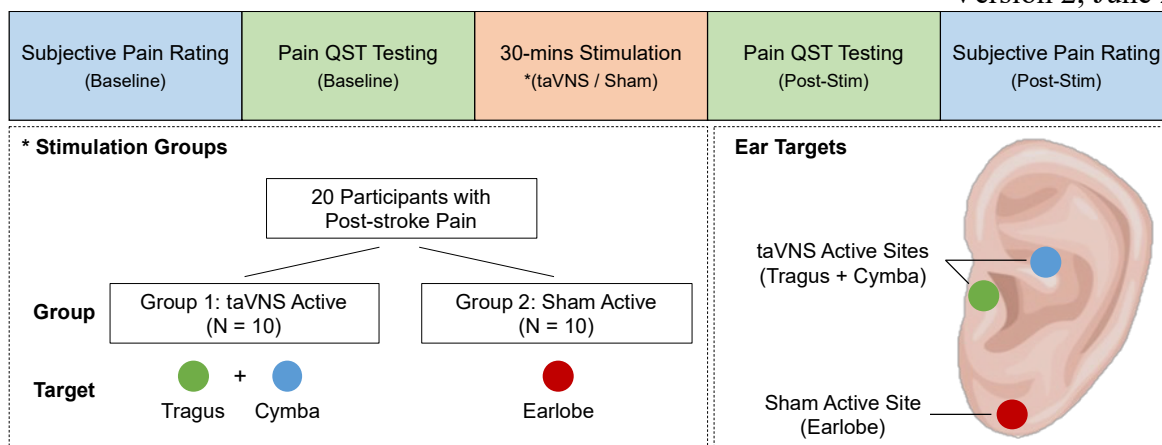 Subjective Pain Rating
(Baseline)
Pain QST Testing
(Baseline)
30-mins Stimulation
*(taVNS / Sham)
Pain QST Testing
(Post-Stim)
Subjective Pain Rating
(Post-Stim)
* Stimulation Groups
20 Participants with
Post-stroke Pain
Group
Group 1: taVNS Active
(N = 10)
Group 2: Sham Active
(N = 10)
Target
+
Tragus
Cymba
Earlobe
Ear Targets
taVNS Active Sites
(Tragus + Cymba)
Sham Active Site
(Earlobe)